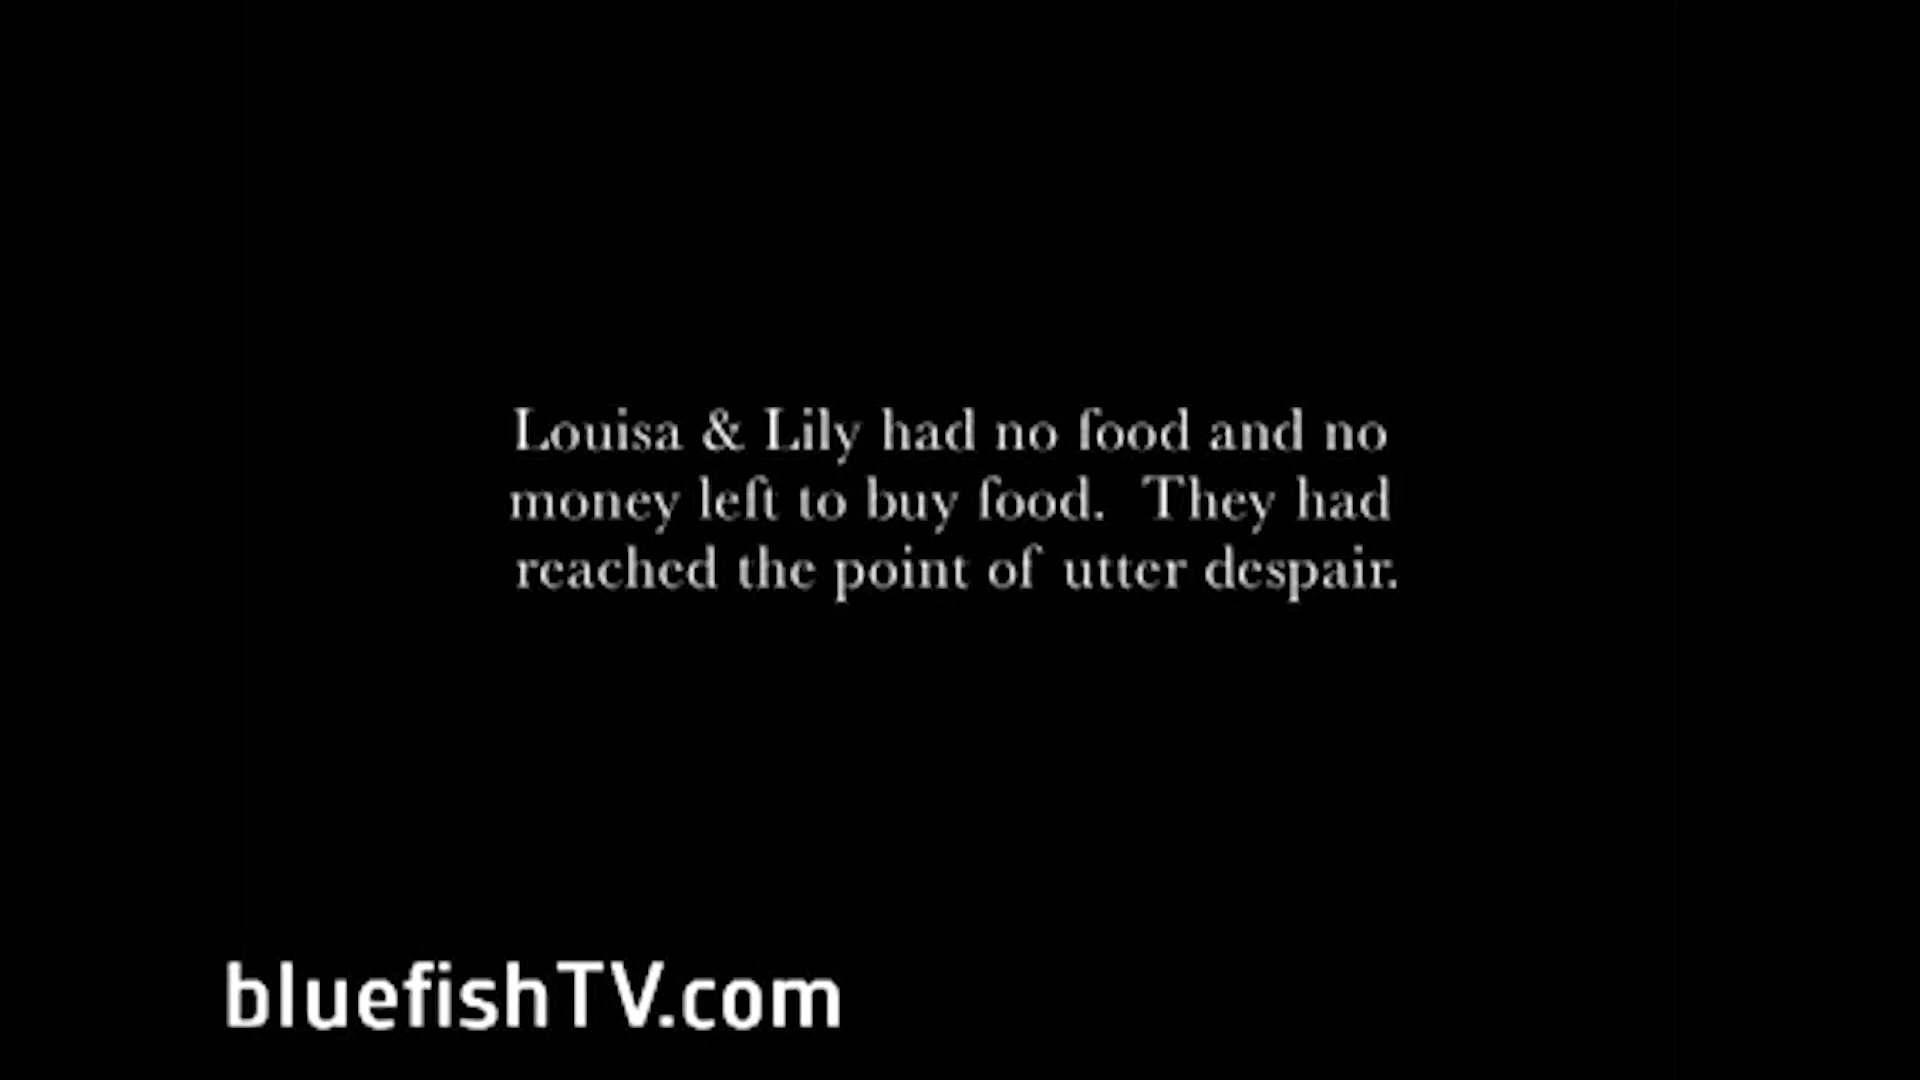 Louisa & Lily had no food and no
money left to buy food.  They had
reached the point of utter despair.
bluefishTV.com